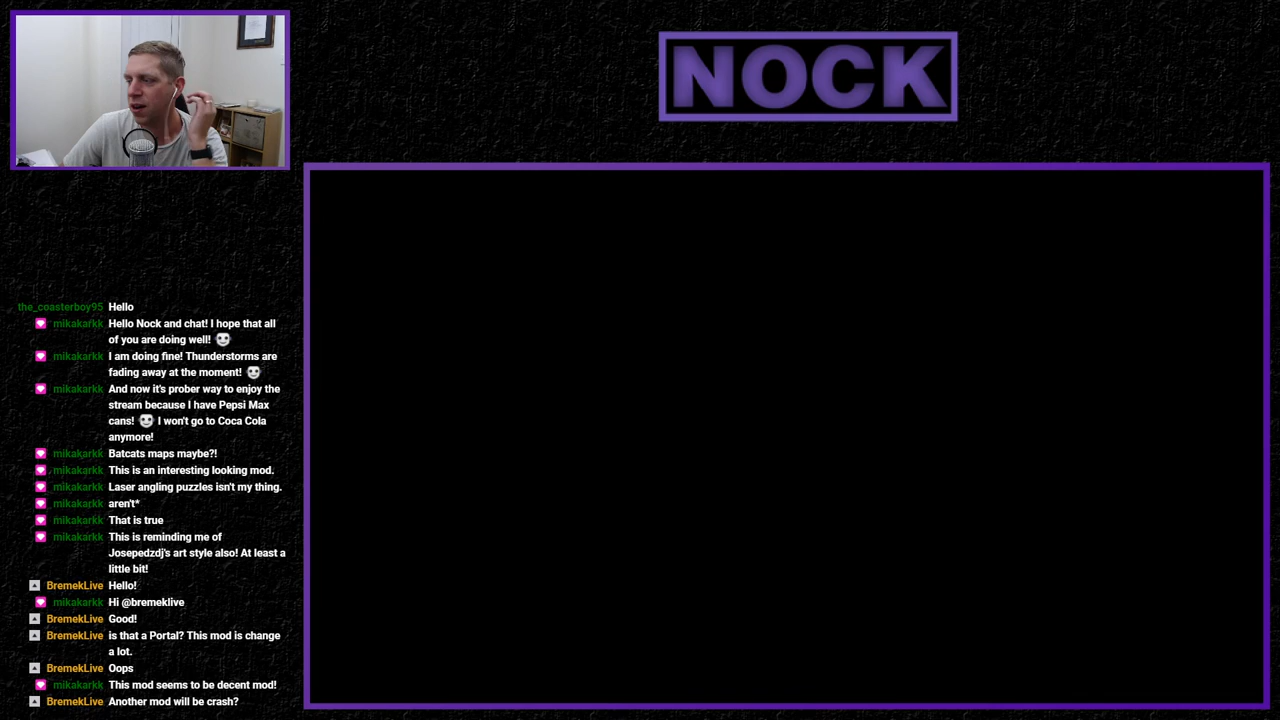 NOCK
the_coasterboy95 Hello
mikakarkk Hello Nock and chat! I hope that all
of you are doing well!
mikakarkk I am doing fine! Thunderstorms are
fading away at the moment!
mikakarkk And now it's prober way to enjoy the
stream because I have Pepsi Max
cans! I won't go to Coca Cola
anymore!
mikakarkk Batcats maps maybe?!
mikakarkk This is an interesting looking mod.
mikakarkk Laser angling puzzles isn't my thing.
mikakarkk aren't*
mikakarkk That is true
mikakarkk This is reminding me of
Josepedzdj's art style also! At least a
little bit!
BremekLive Hello!
mikakarkk Hi @bremeklive
BremekLive Good!
BremekLive is that a Portal? This mod is change
a lot.
BremekLive Oops
mikakarkk This mod seems to be decent mod!
BremekLive Another mod will be crash?